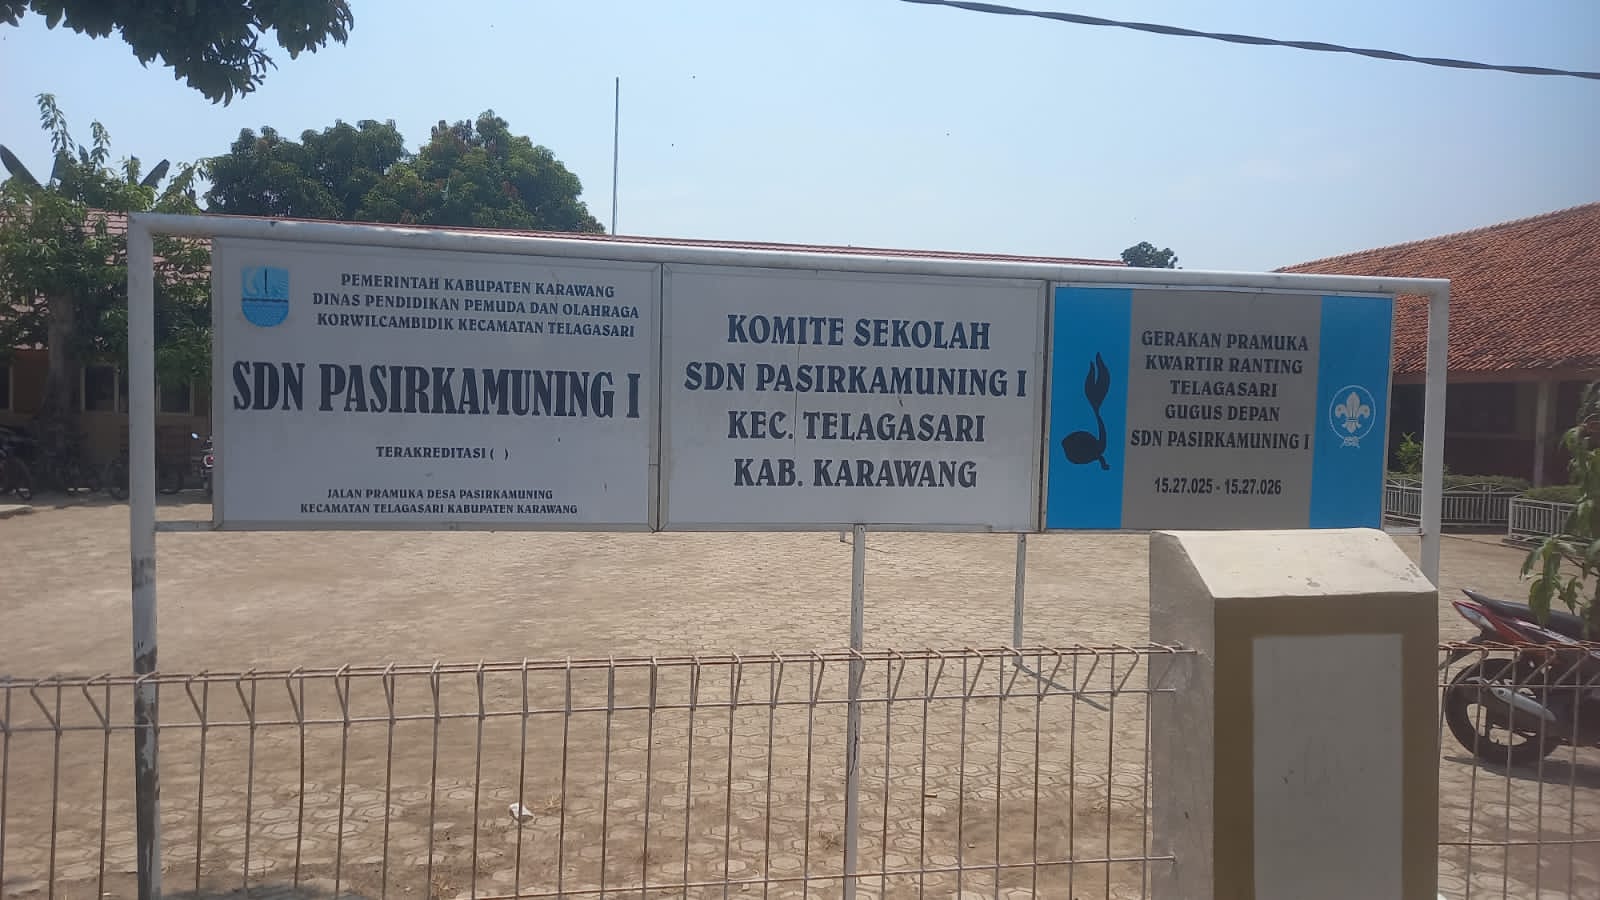 PEMERINTAH KABUPATEN KARAWANG
DINAS PENDIDIKAN PEMUDA DAN OLAHRAGA
KORWILCAMBIDIK KECAMATAN TELAGASARI
SDN PASIRKAMUNING I
TERAKREDITASI ( )
JALAN PRAMUKA DESA PASIRKAMUNING
KECAMATAN TELAGASARI KABUPATEN KARAWANG
KOMITE SEKOLAH
SDN PASIRKAMUNING I
KEC. TELAGASARI
KAB. KARAWANG
GERAKAN PRAMUKA
KWARTIR RANTING
TELAGASARI
GUGUS DEPAN
SDN PASIRKAMUNING I
15.27.025 - 15.27.026